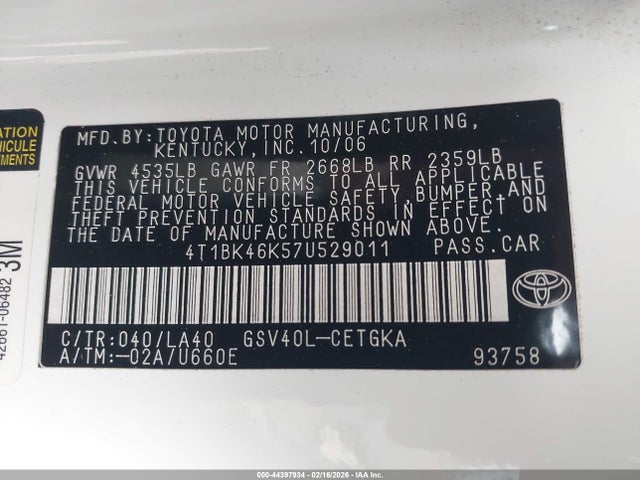 MFD.BY:TOYOTA MOTOR MANUFACTURING,
KENTUCKY, INC. 10/06
GVWR 4535LB GAWR FR 2668LB RR 2359LB
THIS VEHICLE CONFORMS TO ALL APPLICABLE
FEDERAL MOTOR VEHICLE SAFETY, BUMPER, AND
THEFT PREVENTION STANDARDS IN EFFECT ON
THE DATE OF MANUFACTURE SHOWN ABOVE.
4T1BK46K57U529011 PASS.CAR
C/TR:040/LA40 GSV40L-CETGKA
A/TM:-02A/U660E 93758
42661-06482 3M
000-44397934 - 02/16/2026 - IAA Inc.